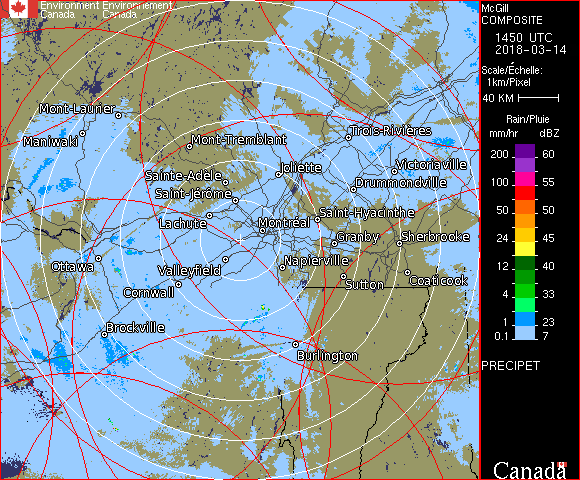 Environment Environnement
Canada Canada
McGill
COMPOSITE
1450 UTC
2018-03-14
Scale/Échelle:
1km/Pixel
40 KM
Rain/Pluie
mm/hr dBZ
200 60
100 55
50 50
24 45
12 40
4 33
1 23
0.1 7
PRECIPET
Canada
Mont-Laurier
Maniwaki
Mont-Tremblant
Trois-Rivières
Joliette
Victoriaville
Sainte-Adèle
Drummondville
Saint-Jérôme
Lachute
Montréal
Saint-Hyacinthe
Granby
Sherbrooke
Ottawa
Valleyfield
Napierville
Cornwall
Sutton
Coaticook
Brockville
Burlington